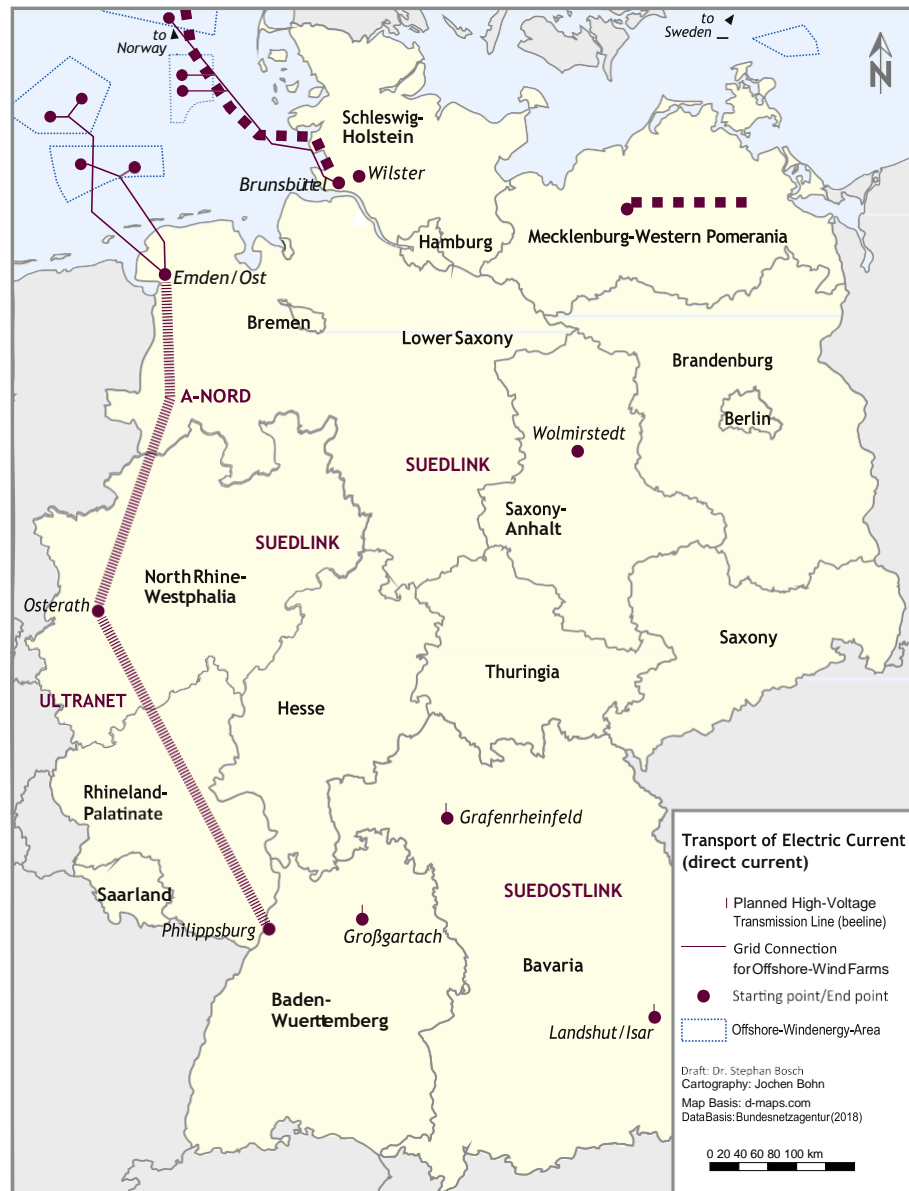 to
Norway
to
Sweden
N
Schleswig-
Holstein
Wilster
Brunsbüttel
Hamburg
Mecklenburg-Western Pomerania
Emden/Ost
Bremen
Lower Saxony
Brandenburg
Berlin
A-NORD
Wolmirstedt
SUEDLINK
Saxony-
Anhalt
SUEDLINK
North Rhine-
Westphalia
Osterath
Saxony
Thuringia
ULTRANET
Hesse
Rhineland-
Palatinate
Grafenrheinfeld
Saarland
SUEDOSTLINK
Philippsburg
Großgartach
Bavaria
Baden-
Wuerttemberg
Landshut/Isar
Transport of Electric Current
(direct current)
Planned High-Voltage
Transmission Line (beeline)
Grid Connection
for Offshore-Wind Farms
Starting point/End point
Offshore-Windenergy-Area
Draft: Dr. Stephan Bosch
Cartography: Jochen Bohn
Map Basis: d-maps.com
Data Basis: Bundesnetzagentur (2018)
0 20 40 60 80 100 km